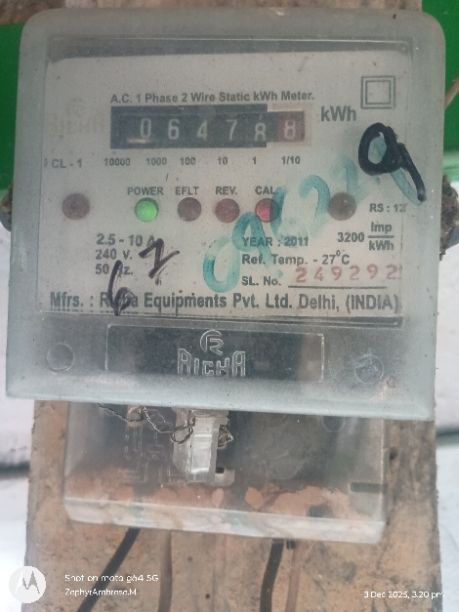 A.C. 1 Phase 2 Wire Static kWh Meter.
064788 kWh
CL - 1 10000 1000 100 10 1 1/10
POWER EFLT REV. CAL
2.5 - 10 A YEAR : 2011 3200 Imp/kWh
240 V. Ref. Temp. - 27°C
SL. No. 249292
62
Equipments Pvt. Ltd. Delhi, (INDIA)
Mfrs. :
RICHA
Shot on moto g64 5G
ZephyrAmbrose.M
3 Dec 2025, 3:20 pm